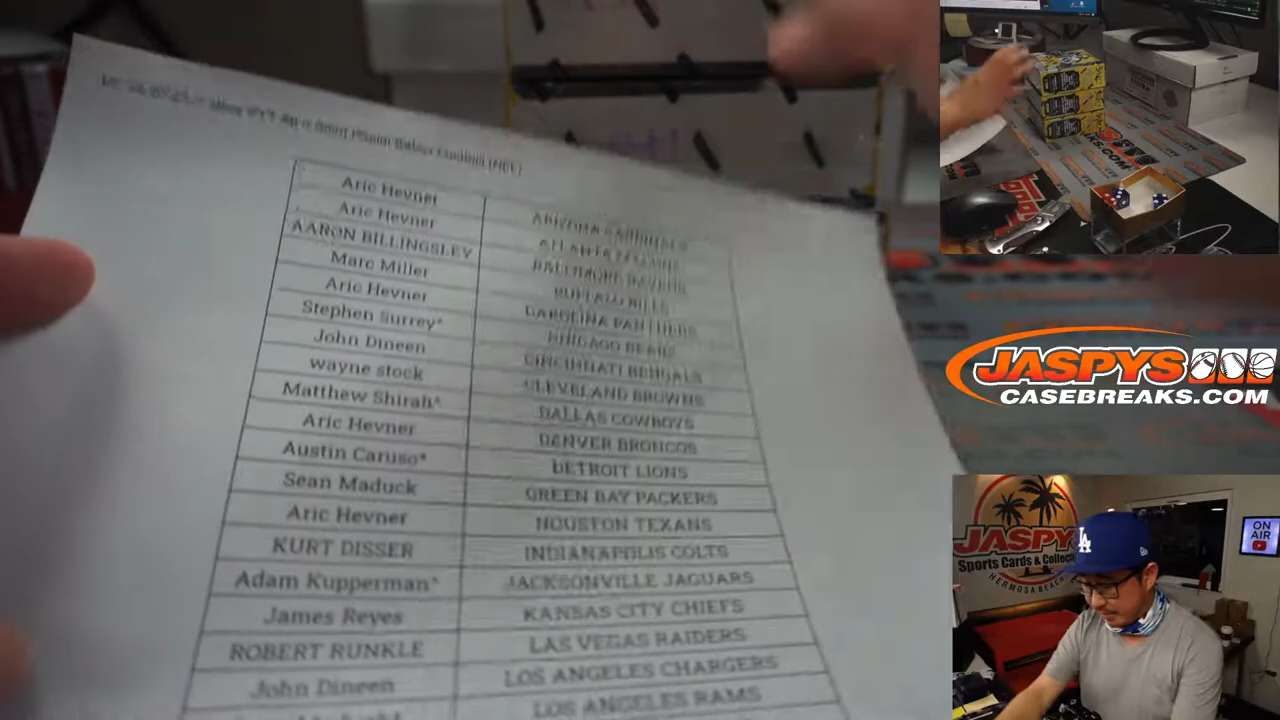 Aric Hevner ARIZONA CARDINALS
Aric Hevner ATLANTA FALCONS
AARON BILLINGSLEY BALTIMORE RAVENS
Marc Miller BUFFALO BILLS
Aric Hevner CAROLINA PANTHERS
Stephen Surrey* CHICAGO BEARS
John Dineen CINCINNATI BENGALS
wayne stock CLEVELAND BROWNS
Matthew Shirah* DALLAS COWBOYS
Aric Hevner DENVER BRONCOS
Austin Caruso* DETROIT LIONS
Sean Maduck GREEN BAY PACKERS
Aric Hevner HOUSTON TEXANS
KURT DISSER INDIANAPOLIS COLTS
Adam Kupperman* JACKSONVILLE JAGUARS
James Reyes KANSAS CITY CHIEFS
ROBERT RUNKLE LAS VEGAS RAIDERS
John Dineen LOS ANGELES CHARGERS
LOS ANGELES RAMS
JASPYS
CASEBREAKS.COM
JASPY'S
Sports Cards & Collect
HERMOSA BEACH
LA
ON
AIR